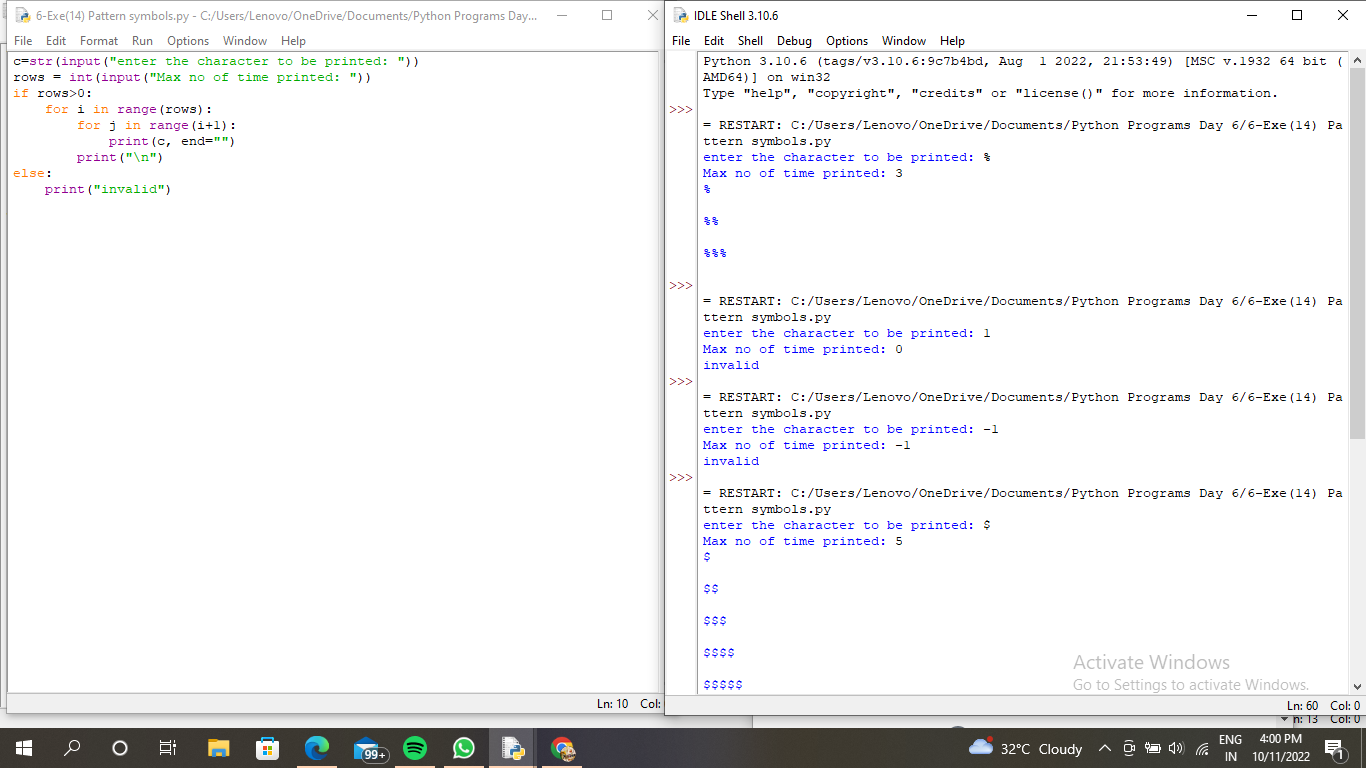 6-Exe(14) Pattern symbols.py - C:/Users/Lenovo/OneDrive/Documents/Python Programs Day...
File Edit Format Run Options Window Help
c=str(input("enter the character to be printed: "))
rows = int(input("Max no of time printed: "))
if rows>0:
    for i in range(rows):
        for j in range(i+1):
            print(c, end="")
        print("\n")
else:
    print("invalid")
Ln: 10 Col:
IDLE Shell 3.10.6
File Edit Shell Debug Options Window Help
Python 3.10.6 (tags/v3.10.6:9c7b4bd, Aug  1 2022, 21:53:49) [MSC v.1932 64 bit (
AMD64)] on win32
Type "help", "copyright", "credits" or "license()" for more information.
>>>
= RESTART: C:/Users/Lenovo/OneDrive/Documents/Python Programs Day 6/6-Exe(14) Pa
ttern symbols.py
enter the character to be printed: %
Max no of time printed: 3
%
%%
%%%
>>>
= RESTART: C:/Users/Lenovo/OneDrive/Documents/Python Programs Day 6/6-Exe(14) Pa
ttern symbols.py
enter the character to be printed: 1
Max no of time printed: 0
invalid
>>>
= RESTART: C:/Users/Lenovo/OneDrive/Documents/Python Programs Day 6/6-Exe(14) Pa
ttern symbols.py
enter the character to be printed: -1
Max no of time printed: -1
invalid
>>>
= RESTART: C:/Users/Lenovo/OneDrive/Documents/Python Programs Day 6/6-Exe(14) Pa
ttern symbols.py
enter the character to be printed: $
Max no of time printed: 5
$
$$
$$$
$$$$
$$$$$
Activate Windows
Go to Settings to activate Windows.
Ln: 60 Col: 0
n: 13 Col: 0
99+
32°C Cloudy
ENG
IN
4:00 PM
10/11/2022
1